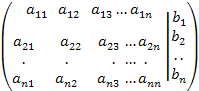 a₁₁ a₁₂ a₁₃ … a₁ₙ b₁
a₂₁ a₂₂ a₂₃ … a₂ₙ b₂
. . . … . ..
aₙ₁ aₙ₂ aₙ₃ … aₙₙ bₙ